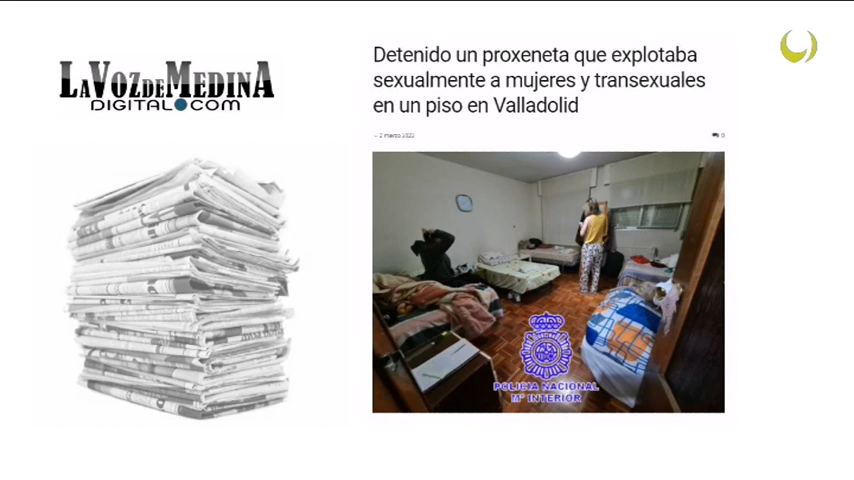 LAVOZDEMEDINA
DIGITAL.COM
Detenido un proxeneta que explotaba
sexualmente a mujeres y transexuales
en un piso en Valladolid
- 2 marzo 2022
0
POLICIA NACIONAL
Mº INTERIOR